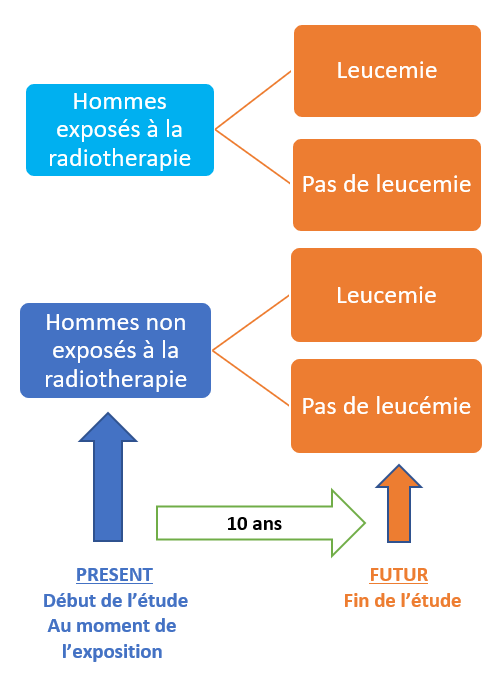 Hommes
exposés à la
radiotherapie
Leucemie
Pas de leucemie
Hommes non
exposés à la
radiotherapie
Leucemie
Pas de leucémie
10 ans
PRESENT
Début de l'étude
Au moment de
l'exposition
FUTUR
Fin de l'étude